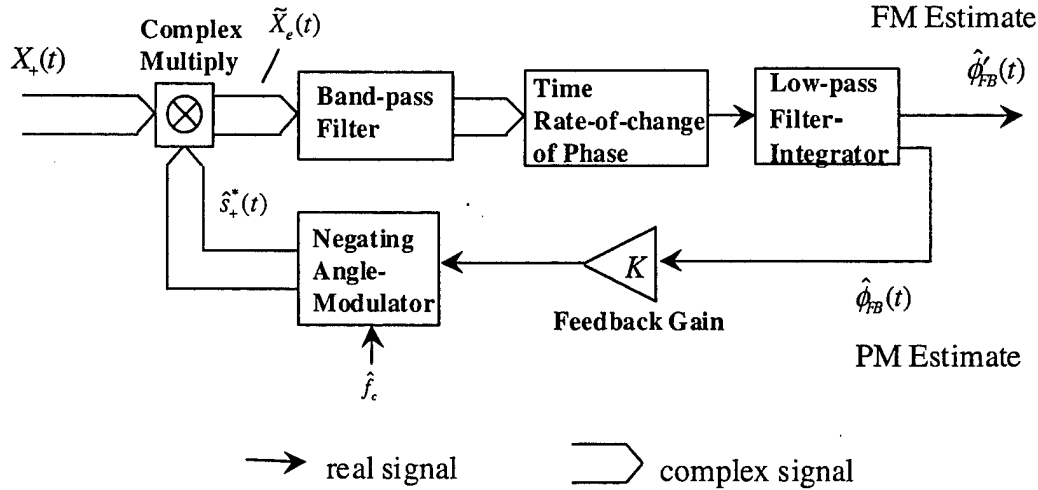 FM Estimate
Complex
Multiply
X̃ₑ(t)
X₊(t)
Band-pass
Filter
Time
Rate-of-change
of Phase
Low-pass
Filter-
Integrator
φ̂′FB(t)
ŝ₊*(t)
Negating
Angle-
Modulator
K
Feedback Gain
φ̂FB(t)
PM Estimate
f̂c
real signal
complex signal